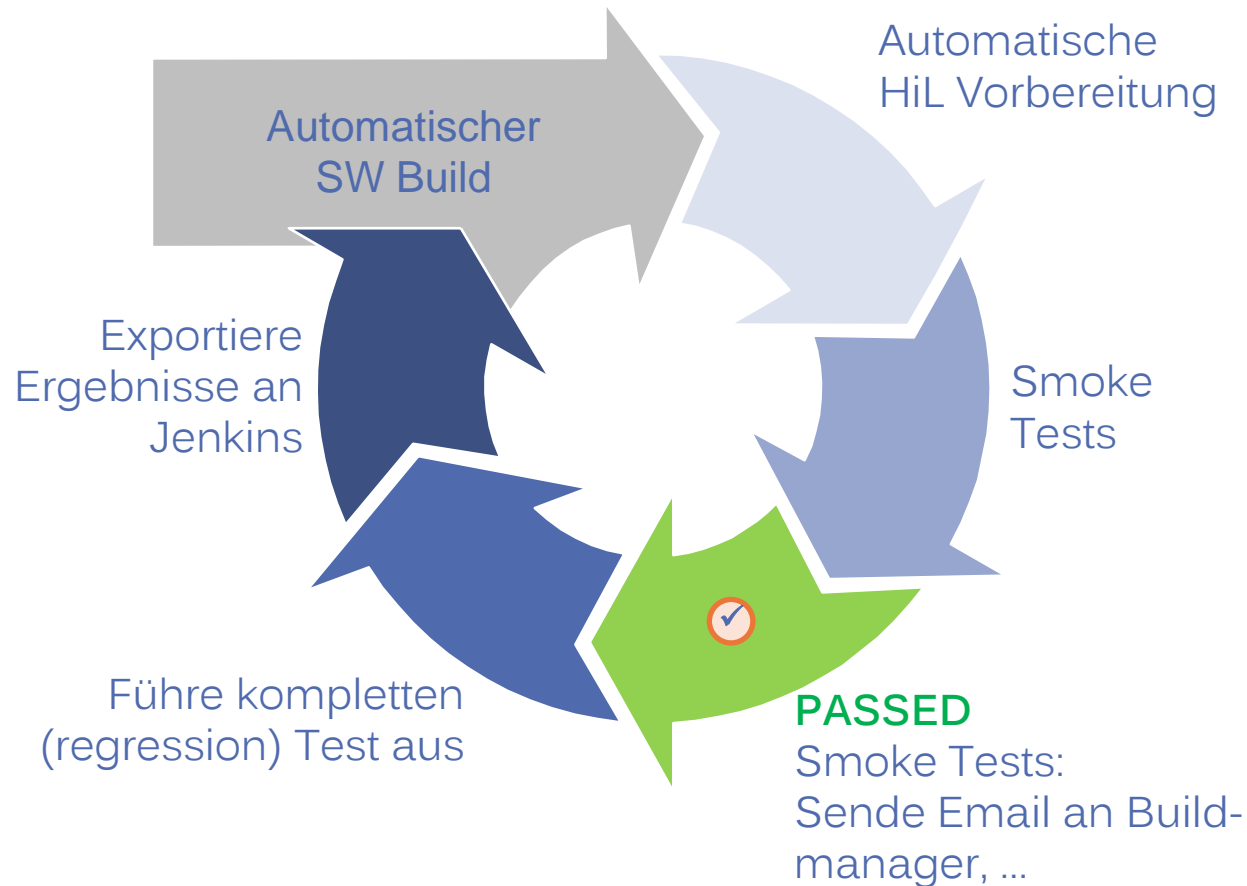 Automatischer
SW Build
Automatische
HiL Vorbereitung
Smoke
Tests
PASSED
Smoke Tests:
Sende Email an Build-
manager, ...
Führe kompletten
(regression) Test aus
Exportiere
Ergebnisse an
Jenkins